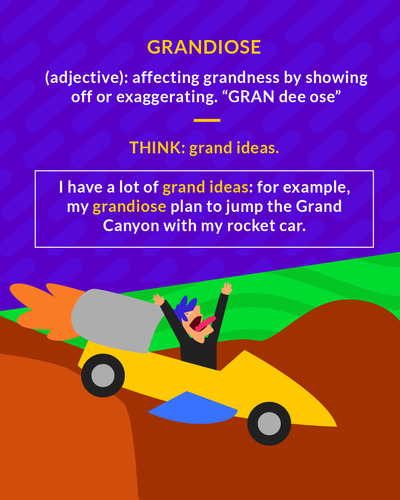 GRANDIOSE
(adjective): affecting grandness by showing
off or exaggerating. “GRAN dee ose”
THINK: grand ideas.
I have a lot of grand ideas: for example,
my grandiose plan to jump the Grand
Canyon with my rocket car.